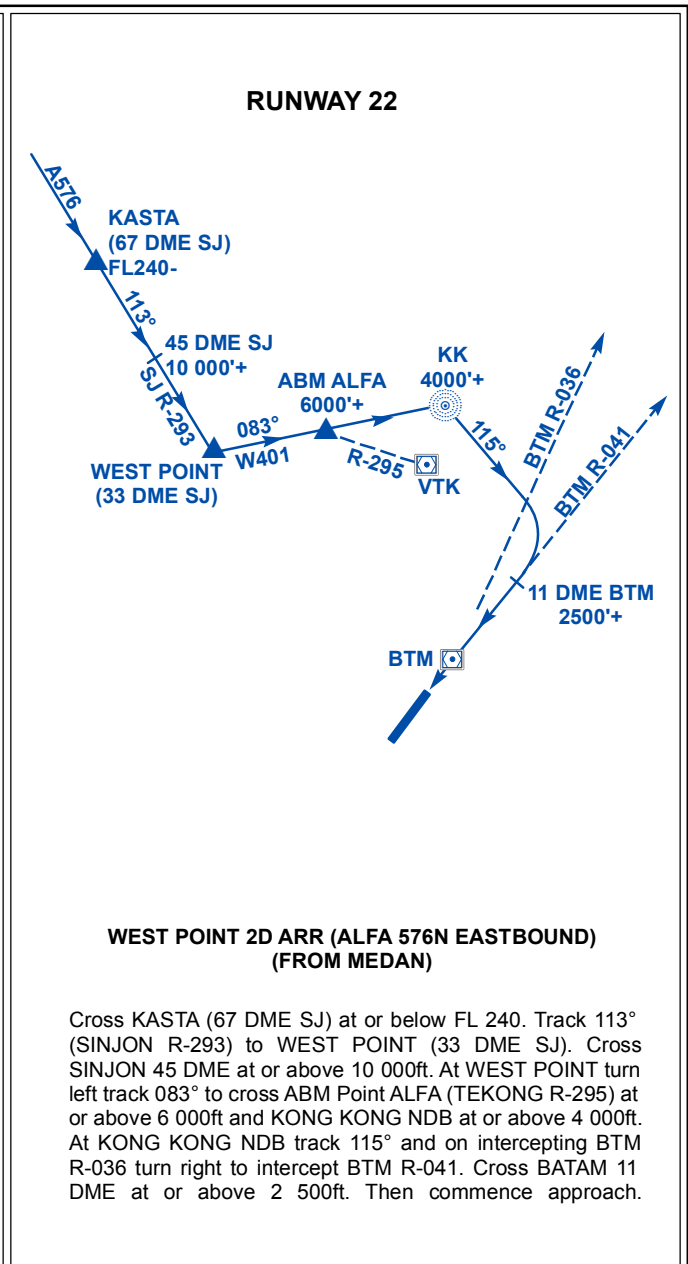 RUNWAY 22
A576
KASTA
(67 DME SJ)
FL240-
113°
45 DME SJ
10 000'+
SJ R-293
WEST POINT
(33 DME SJ)
083°
W401
ABM ALFA
6000'+
R-295
VTK
KK
4000'+
115°
BTM R-036
BTM R-041
11 DME BTM
2500'+
BTM
WEST POINT 2D ARR (ALFA 576N EASTBOUND)
(FROM MEDAN)
Cross KASTA (67 DME SJ) at or below FL 240. Track 113°
(SINJON R-293) to WEST POINT (33 DME SJ). Cross
SINJON 45 DME at or above 10 000ft. At WEST POINT turn
left track 083° to cross ABM Point ALFA (TEKONG R-295) at
or above 6 000ft and KONG KONG NDB at or above 4 000ft.
At KONG KONG NDB track 115° and on intercepting BTM
R-036 turn right to intercept BTM R-041. Cross BATAM 11
DME at or above 2 500ft. Then commence approach.